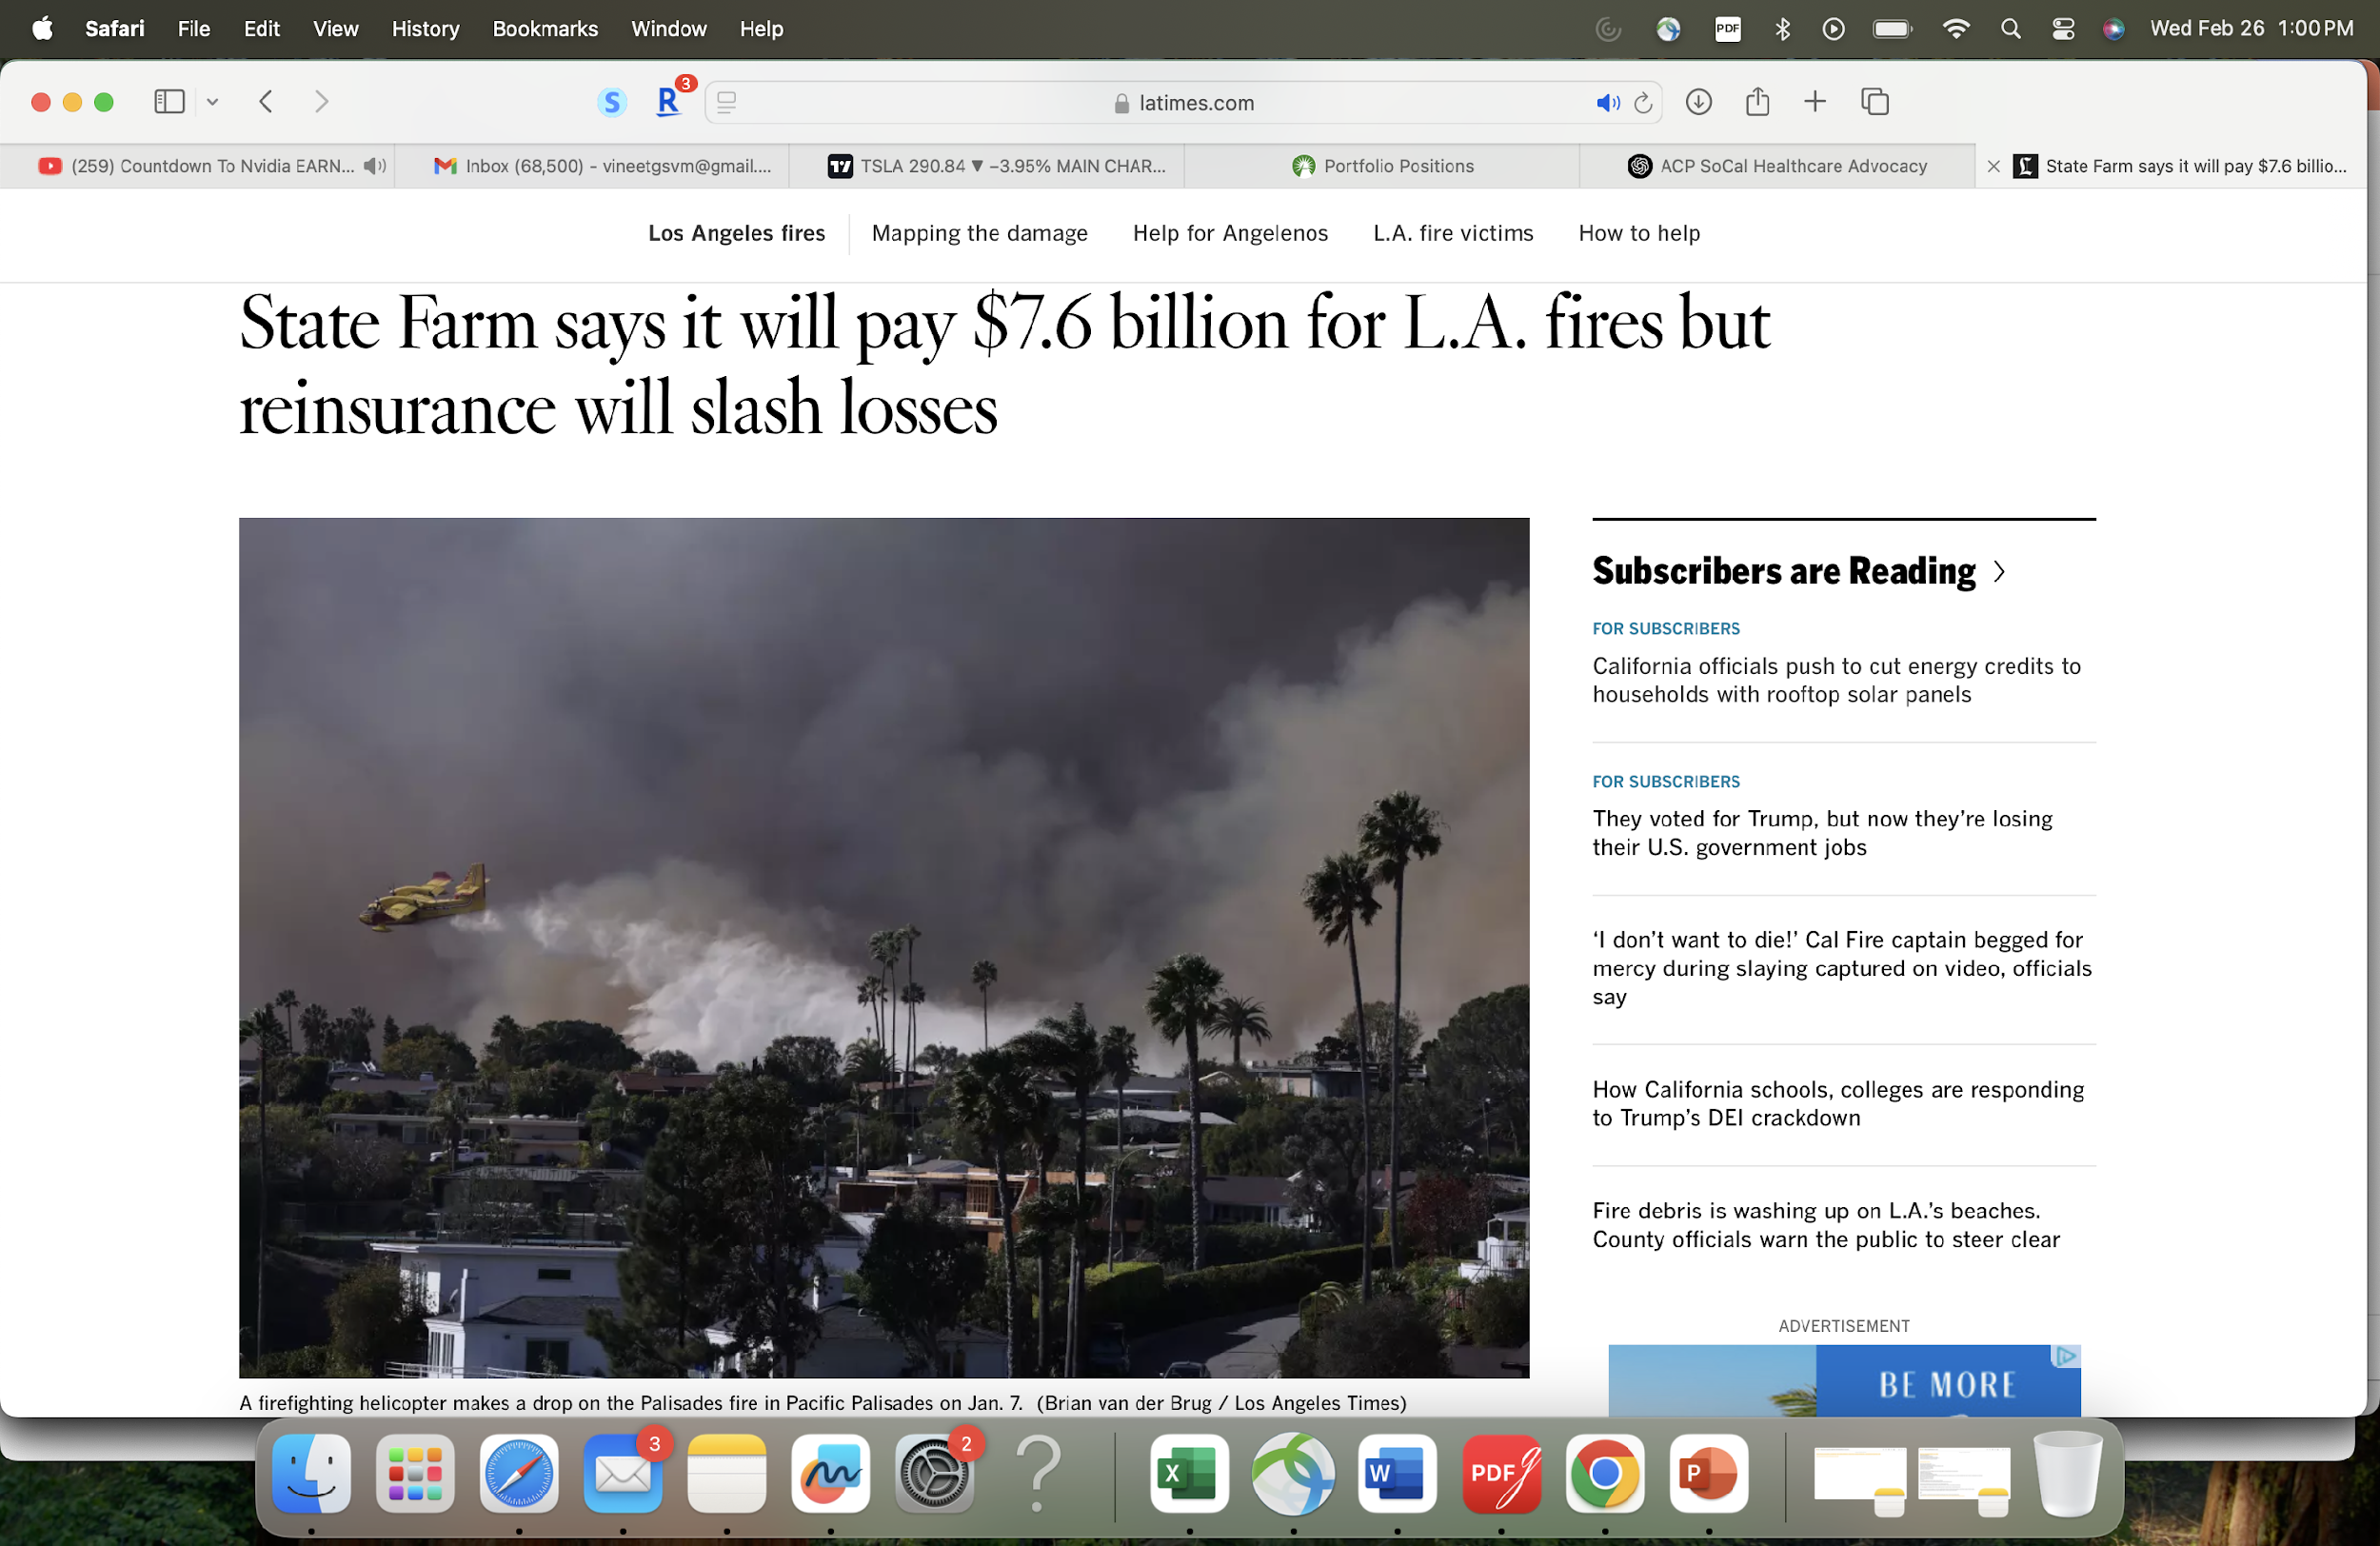 Safari File Edit View History Bookmarks Window Help PDF Wed Feb 26 1:00 PM
S R 3 latimes.com
(259) Countdown To Nvidia EARN... Inbox (68,500) - vineetgsvm@gmail.... TSLA 290.84 ▼ −3.95% MAIN CHAR... Portfolio Positions ACP SoCal Healthcare Advocacy State Farm says it will pay $7.6 billio...
Los Angeles fires Mapping the damage Help for Angelenos L.A. fire victims How to help
State Farm says it will pay $7.6 billion for L.A. fires but
reinsurance will slash losses
Subscribers are Reading
FOR SUBSCRIBERS
California officials push to cut energy credits to
households with rooftop solar panels
FOR SUBSCRIBERS
They voted for Trump, but now they’re losing
their U.S. government jobs
‘I don’t want to die!’ Cal Fire captain begged for
mercy during slaying captured on video, officials
say
How California schools, colleges are responding
to Trump’s DEI crackdown
Fire debris is washing up on L.A.’s beaches.
County officials warn the public to steer clear
ADVERTISEMENT
BE MORE
A firefighting helicopter makes a drop on the Palisades fire in Pacific Palisades on Jan. 7. (Brian van der Brug / Los Angeles Times)
3 2 ? X W PDF P